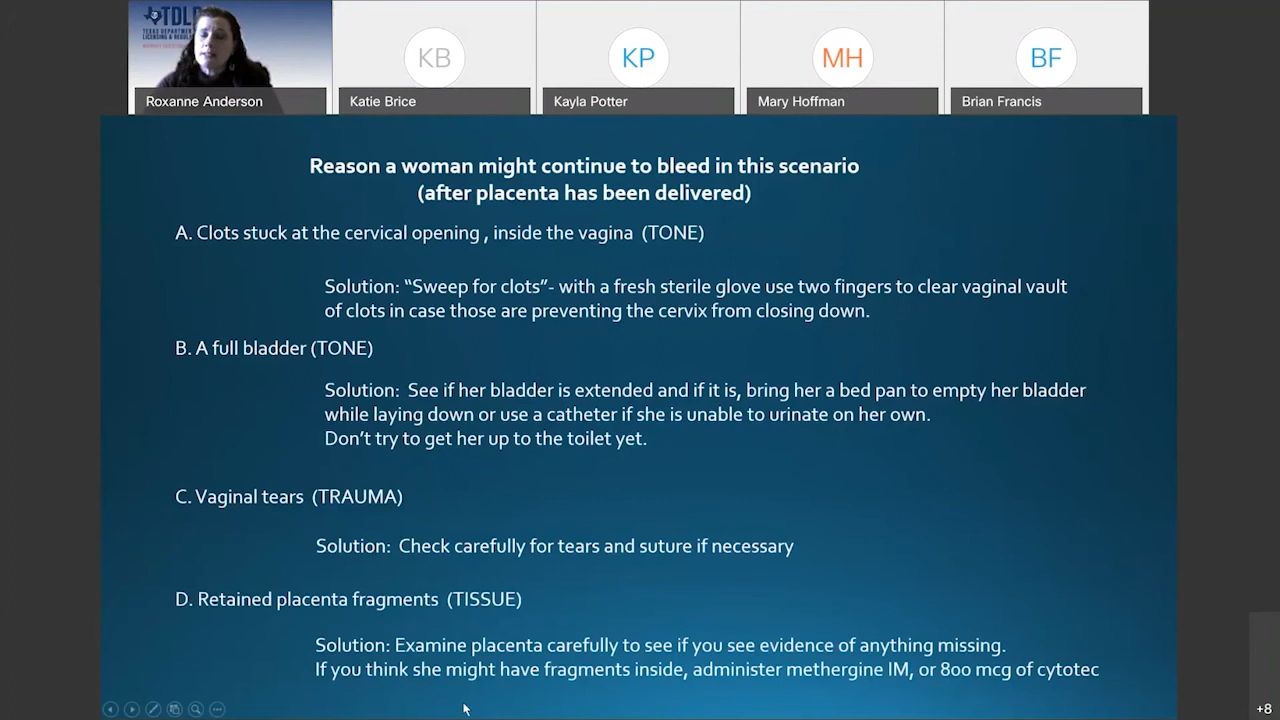 TDLR
TEXAS DEPARTMENT
LICENSING & REGUL
KB
KP
MH
BF
Roxanne Anderson
Katie Brice
Kayla Potter
Mary Hoffman
Brian Francis
Reason a woman might continue to bleed in this scenario
(after placenta has been delivered)
A. Clots stuck at the cervical opening , inside the vagina (TONE)
Solution: “Sweep for clots”- with a fresh sterile glove use two fingers to clear vaginal vault
of clots in case those are preventing the cervix from closing down.
B. A full bladder (TONE)
Solution: See if her bladder is extended and if it is, bring her a bed pan to empty her bladder
while laying down or use a catheter if she is unable to urinate on her own.
Don’t try to get her up to the toilet yet.
C. Vaginal tears (TRAUMA)
Solution: Check carefully for tears and suture if necessary
D. Retained placenta fragments (TISSUE)
Solution: Examine placenta carefully to see if you see evidence of anything missing.
If you think she might have fragments inside, administer methergine IM, or 800 mcg of cytotec
+8